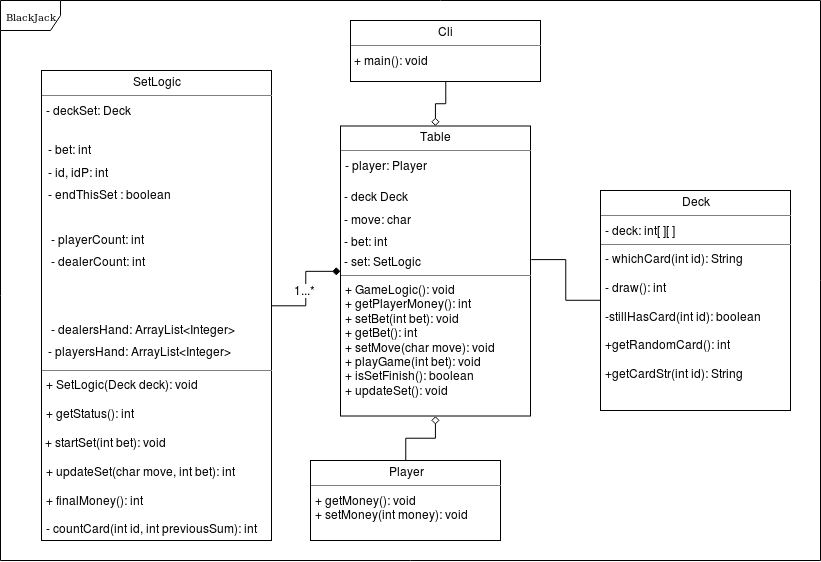 BlackJack
Cli
+ main(): void
SetLogic
- deckSet: Deck
- bet: int
- id, idP: int
- endThisSet : boolean
- playerCount: int
- dealerCount: int
- dealersHand: ArrayList<Integer>
- playersHand: ArrayList<Integer>
+ SetLogic(Deck deck): void
+ getStatus(): int
+ startSet(int bet): void
+ updateSet(char move, int bet): int
+ finalMoney(): int
- countCard(int id, int previousSum): int
1...*
Table
- player: Player
- deck Deck
- move: char
- bet: int
- set: SetLogic
+ GameLogic(): void
+ getPlayerMoney(): int
+ setBet(int bet): void
+ getBet(): int
+ setMove(char move): void
+ playGame(int bet): void
+ isSetFinish(): boolean
+ updateSet(): void
Deck
- deck: int[ ][ ]
- whichCard(int id): String
- draw(): int
-stillHasCard(int id): boolean
+getRandomCard(): int
+getCardStr(int id): String
Player
+ getMoney(): void
+ setMoney(int money): void